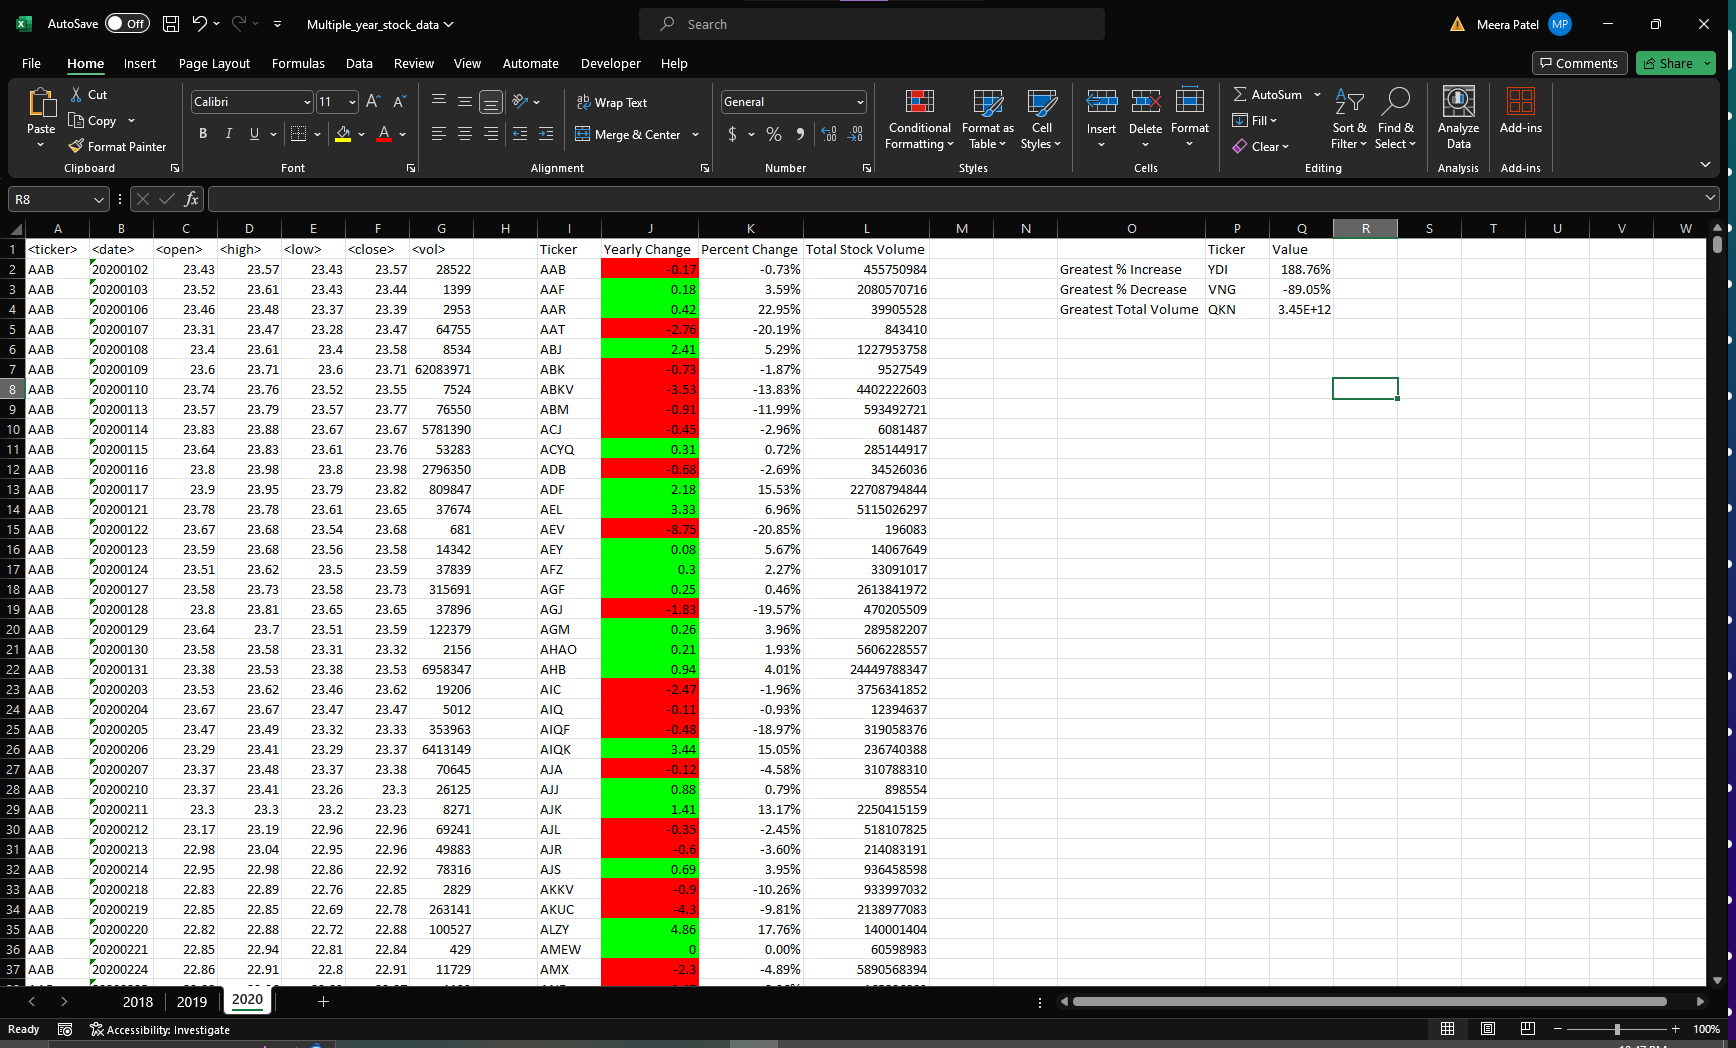 AutoSave Off Multiple_year_stock_data Search Meera Patel MP
File Home Insert Page Layout Formulas Data Review View Automate Developer Help Comments Share
Paste Cut Copy Format Painter Clipboard
Calibri 11 B I U A Font
Wrap Text Merge & Center Alignment
General $ % Number
Conditional Formatting Format as Table Cell Styles Styles
Insert Delete Format Cells
AutoSum Fill Clear Sort & Filter Find & Select Editing
Analyze Data Analysis Add-ins Add-ins
R8 fx
A B C D E F G H I J K L M N O P Q R S T U V W
1 <ticker> <date> <open> <high> <low> <close> <vol> Ticker Yearly Change Percent Change Total Stock Volume Ticker Value
2 AAB 20200102 23.43 23.57 23.43 23.57 28522 AAB -0.17 -0.73% 455750984 Greatest % Increase YDI 188.76%
3 AAB 20200103 23.52 23.61 23.43 23.44 1399 AAF 0.18 3.59% 2080570716 Greatest % Decrease VNG -89.05%
4 AAB 20200106 23.46 23.48 23.37 23.39 2953 AAR 0.42 22.95% 39905528 Greatest Total Volume QKN 3.45E+12
5 AAB 20200107 23.31 23.47 23.28 23.47 64755 AAT -2.76 -20.19% 843410
6 AAB 20200108 23.4 23.61 23.4 23.58 8534 ABJ 2.41 5.29% 1227953758
7 AAB 20200109 23.6 23.71 23.6 23.71 62083971 ABK -0.73 -1.87% 9527549
8 AAB 20200110 23.74 23.76 23.52 23.55 7524 ABKV -3.53 -13.83% 4402222603
9 AAB 20200113 23.57 23.79 23.57 23.77 76550 ABM -0.91 -11.99% 593492721
10 AAB 20200114 23.83 23.88 23.67 23.67 5781390 ACJ -0.45 -2.96% 6081487
11 AAB 20200115 23.64 23.83 23.61 23.76 53283 ACYQ 0.31 0.72% 285144917
12 AAB 20200116 23.8 23.98 23.8 23.98 2796350 ADB -0.68 -2.69% 34526036
13 AAB 20200117 23.9 23.95 23.79 23.82 809847 ADF 2.18 15.53% 22708794844
14 AAB 20200121 23.78 23.78 23.61 23.65 37674 AEL 3.33 6.96% 5115026297
15 AAB 20200122 23.67 23.68 23.54 23.68 681 AEV -8.75 -20.85% 196083
16 AAB 20200123 23.59 23.68 23.56 23.58 14342 AEY 0.08 5.67% 14067649
17 AAB 20200124 23.51 23.62 23.5 23.59 37839 AFZ 0.3 2.27% 33091017
18 AAB 20200127 23.58 23.73 23.58 23.73 315691 AGF 0.25 0.46% 2613841972
19 AAB 20200128 23.8 23.81 23.65 23.65 37896 AGJ -1.83 -19.57% 470205509
20 AAB 20200129 23.64 23.7 23.51 23.59 122379 AGM 0.26 3.96% 289582207
21 AAB 20200130 23.58 23.58 23.31 23.32 2156 AHAO 0.21 1.93% 5606228557
22 AAB 20200131 23.38 23.53 23.38 23.53 6958347 AHB 0.94 4.01% 24449788347
23 AAB 20200203 23.53 23.62 23.46 23.62 19206 AIC -2.47 -1.96% 3756341852
24 AAB 20200204 23.67 23.67 23.47 23.47 5012 AIQ -0.11 -0.93% 12394637
25 AAB 20200205 23.47 23.49 23.32 23.33 353963 AIQF -0.48 -18.97% 319058376
26 AAB 20200206 23.29 23.41 23.29 23.37 6413149 AIQK 3.44 15.05% 236740388
27 AAB 20200207 23.37 23.48 23.37 23.38 70645 AJA -0.12 -4.58% 310788310
28 AAB 20200210 23.37 23.41 23.26 23.3 26125 AJJ 0.88 0.79% 898554
29 AAB 20200211 23.3 23.3 23.2 23.23 8271 AJK 1.41 13.17% 2250415159
30 AAB 20200212 23.17 23.19 22.96 22.96 69241 AJL -0.35 -2.45% 518107825
31 AAB 20200213 22.98 23.04 22.95 22.96 49883 AJR -0.6 -3.60% 214083191
32 AAB 20200214 22.95 22.98 22.86 22.92 78316 AJS 0.69 3.95% 936458598
33 AAB 20200218 22.83 22.89 22.76 22.85 2829 AKKV -0.9 -10.26% 933997032
34 AAB 20200219 22.85 22.85 22.69 22.78 263141 AKUC -4.3 -9.81% 2138977083
35 AAB 20200220 22.82 22.88 22.72 22.88 100527 ALZY 4.86 17.76% 140001404
36 AAB 20200221 22.85 22.94 22.81 22.84 429 AMEW 0 0.00% 60598983
37 AAB 20200224 22.86 22.91 22.8 22.91 11729 AMX -2.3 -4.89% 5890568394
2018 2019 2020
Ready Accessibility: Investigate 100%